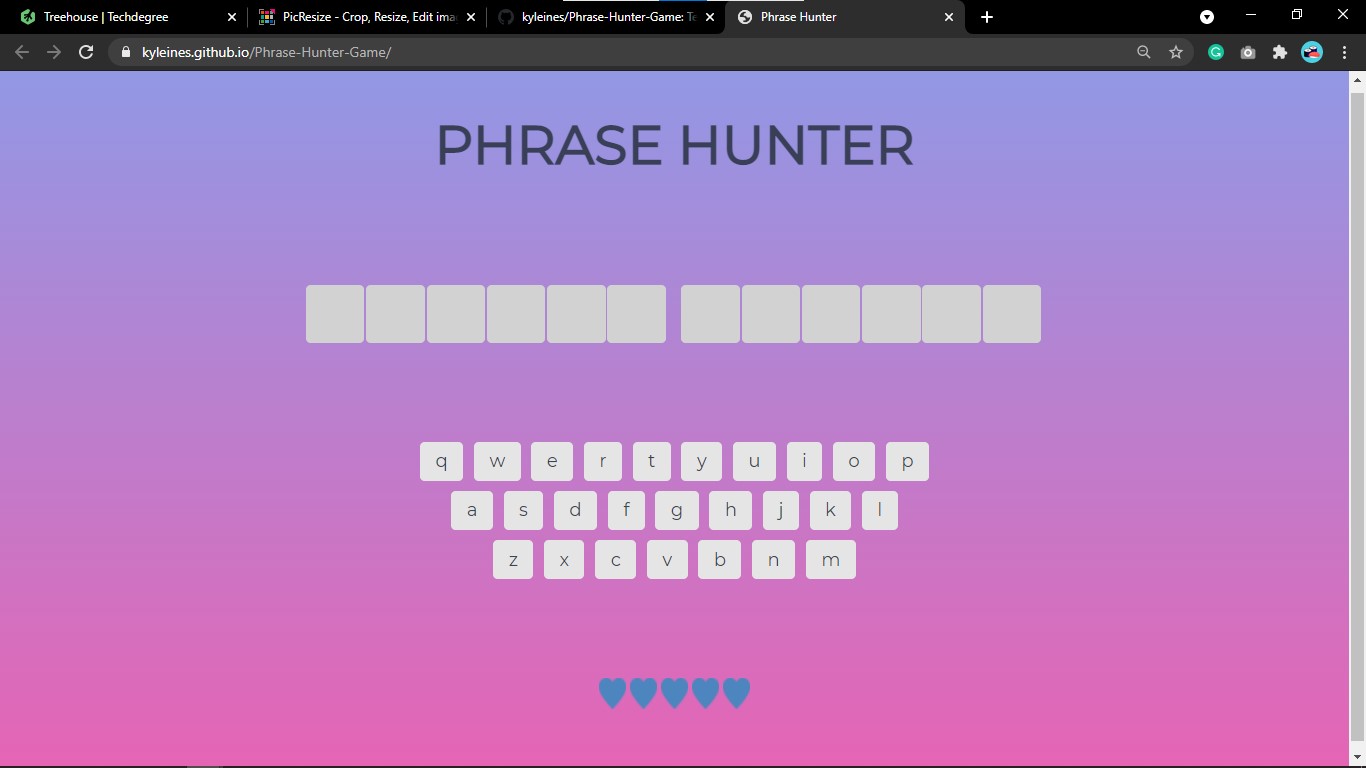 Treehouse | Techdegree
PicResize - Crop, Resize, Edit ima
kyleines/Phrase-Hunter-Game: Te
Phrase Hunter
kyleines.github.io/Phrase-Hunter-Game/
PHRASE HUNTER
q w e r t y u i o p
a s d f g h j k l
z x c v b n m